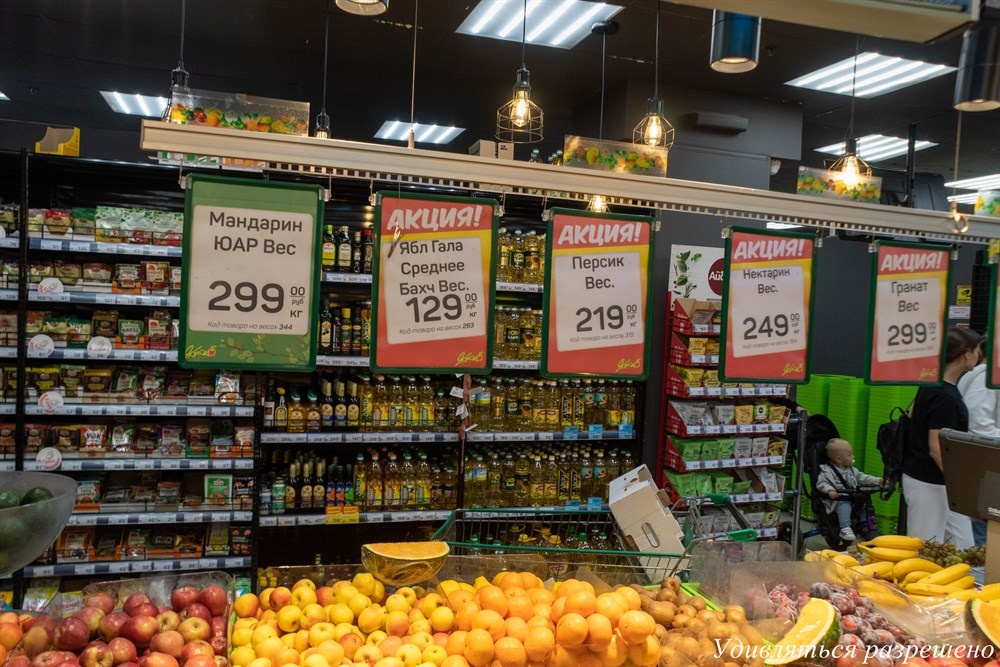 Мандарин
ЮАР Вес
299 00
руб
кг
Код товара на весах 344
АКЦИЯ!
Ябл Гала
Среднее
Бахч Вес.
129 00
руб
кг
Код товара на весах 263
АКЦИЯ!
Персик
Вес.
219 00
руб
кг
АКЦИЯ!
Нектарин
Вес.
249 00
руб
кг
АКЦИЯ!
Гранат
Вес
299 00
руб
кг
Удивляться разрешено